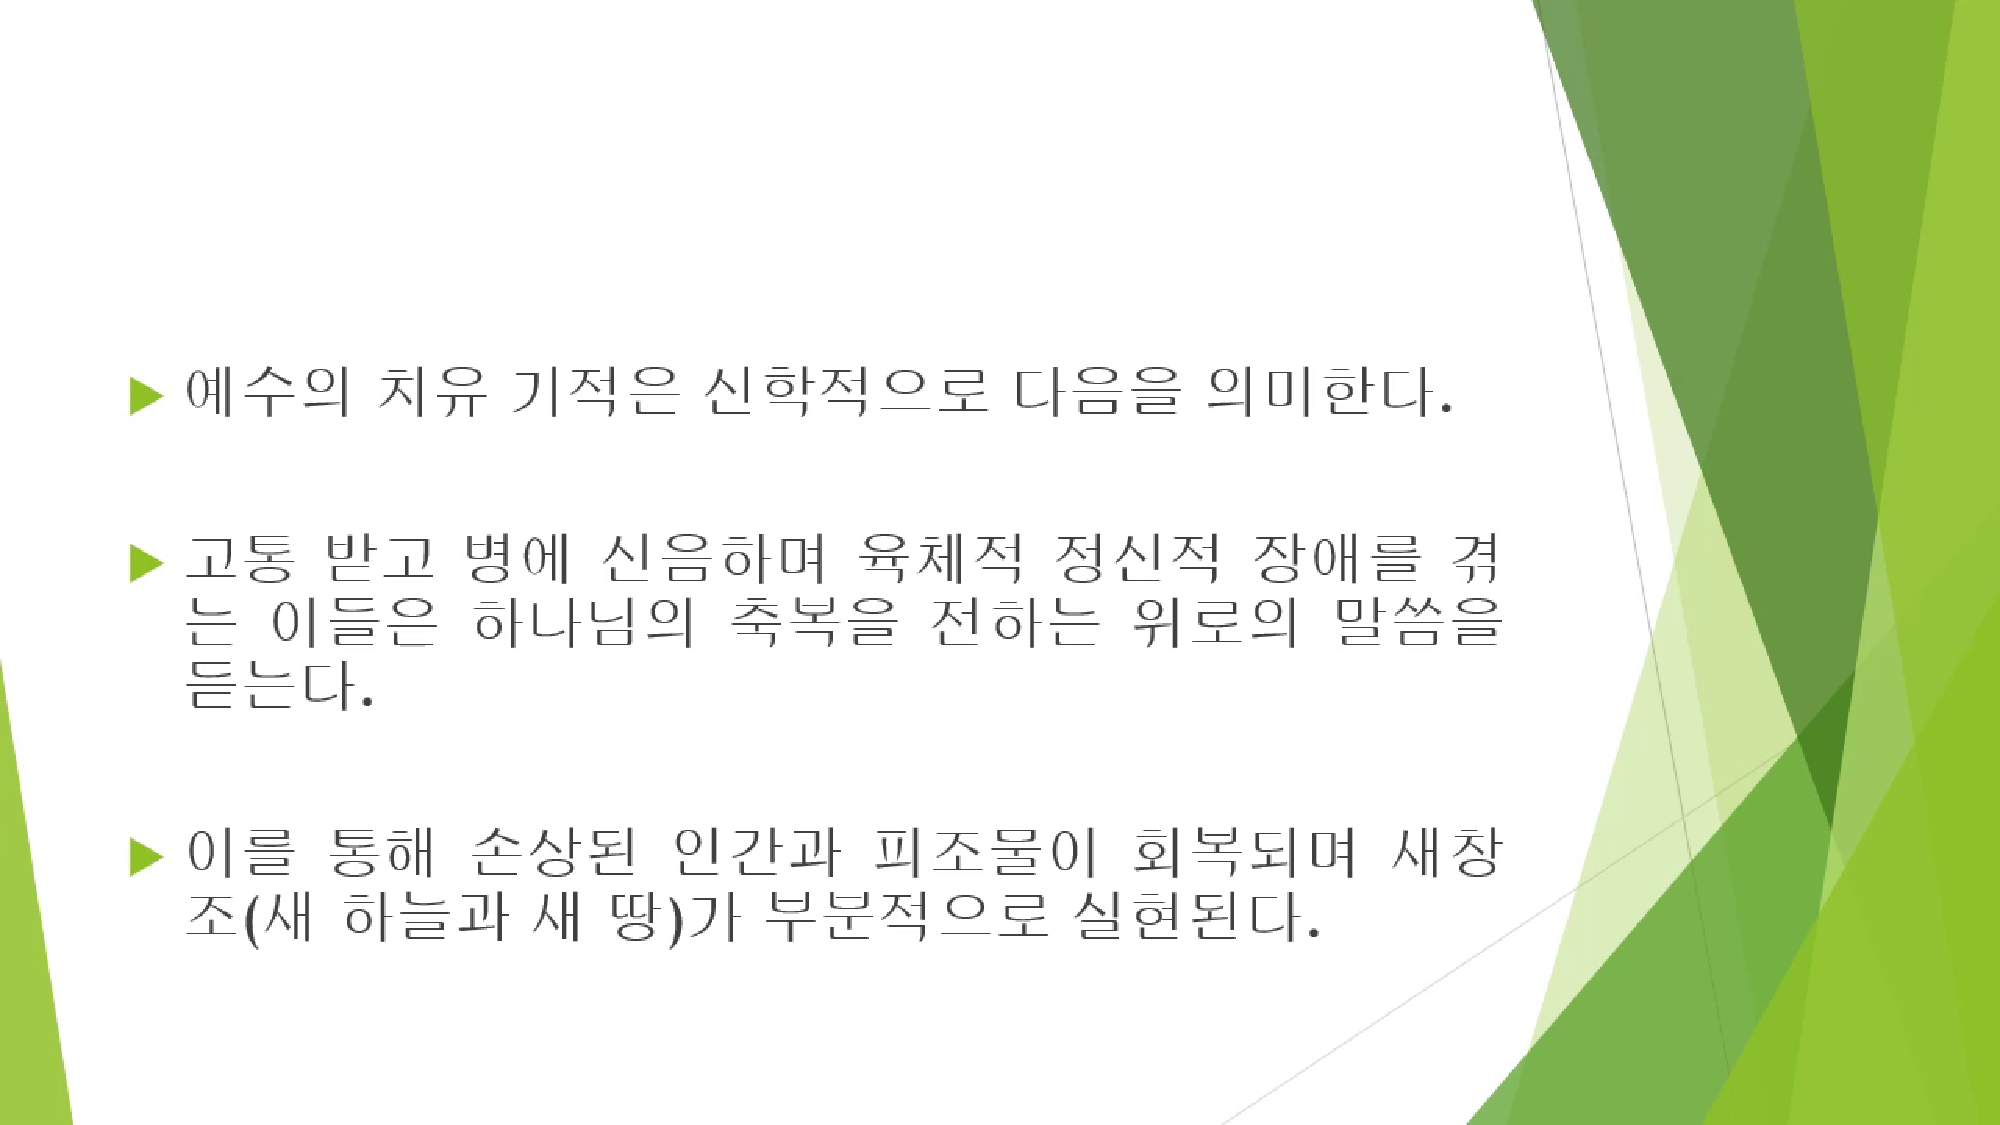 예수의 치유 기적은 신학적으로 다음을 의미한다.
고통 받고 병에 신음하며 육체적 정신적 장애를 겪
는 이들은 하나님의 축복을 전하는 위로의 말씀을
듣는다.
이를 통해 손상된 인간과 피조물이 회복되며 새창
조(새 하늘과 새 땅)가 부분적으로 실현된다.